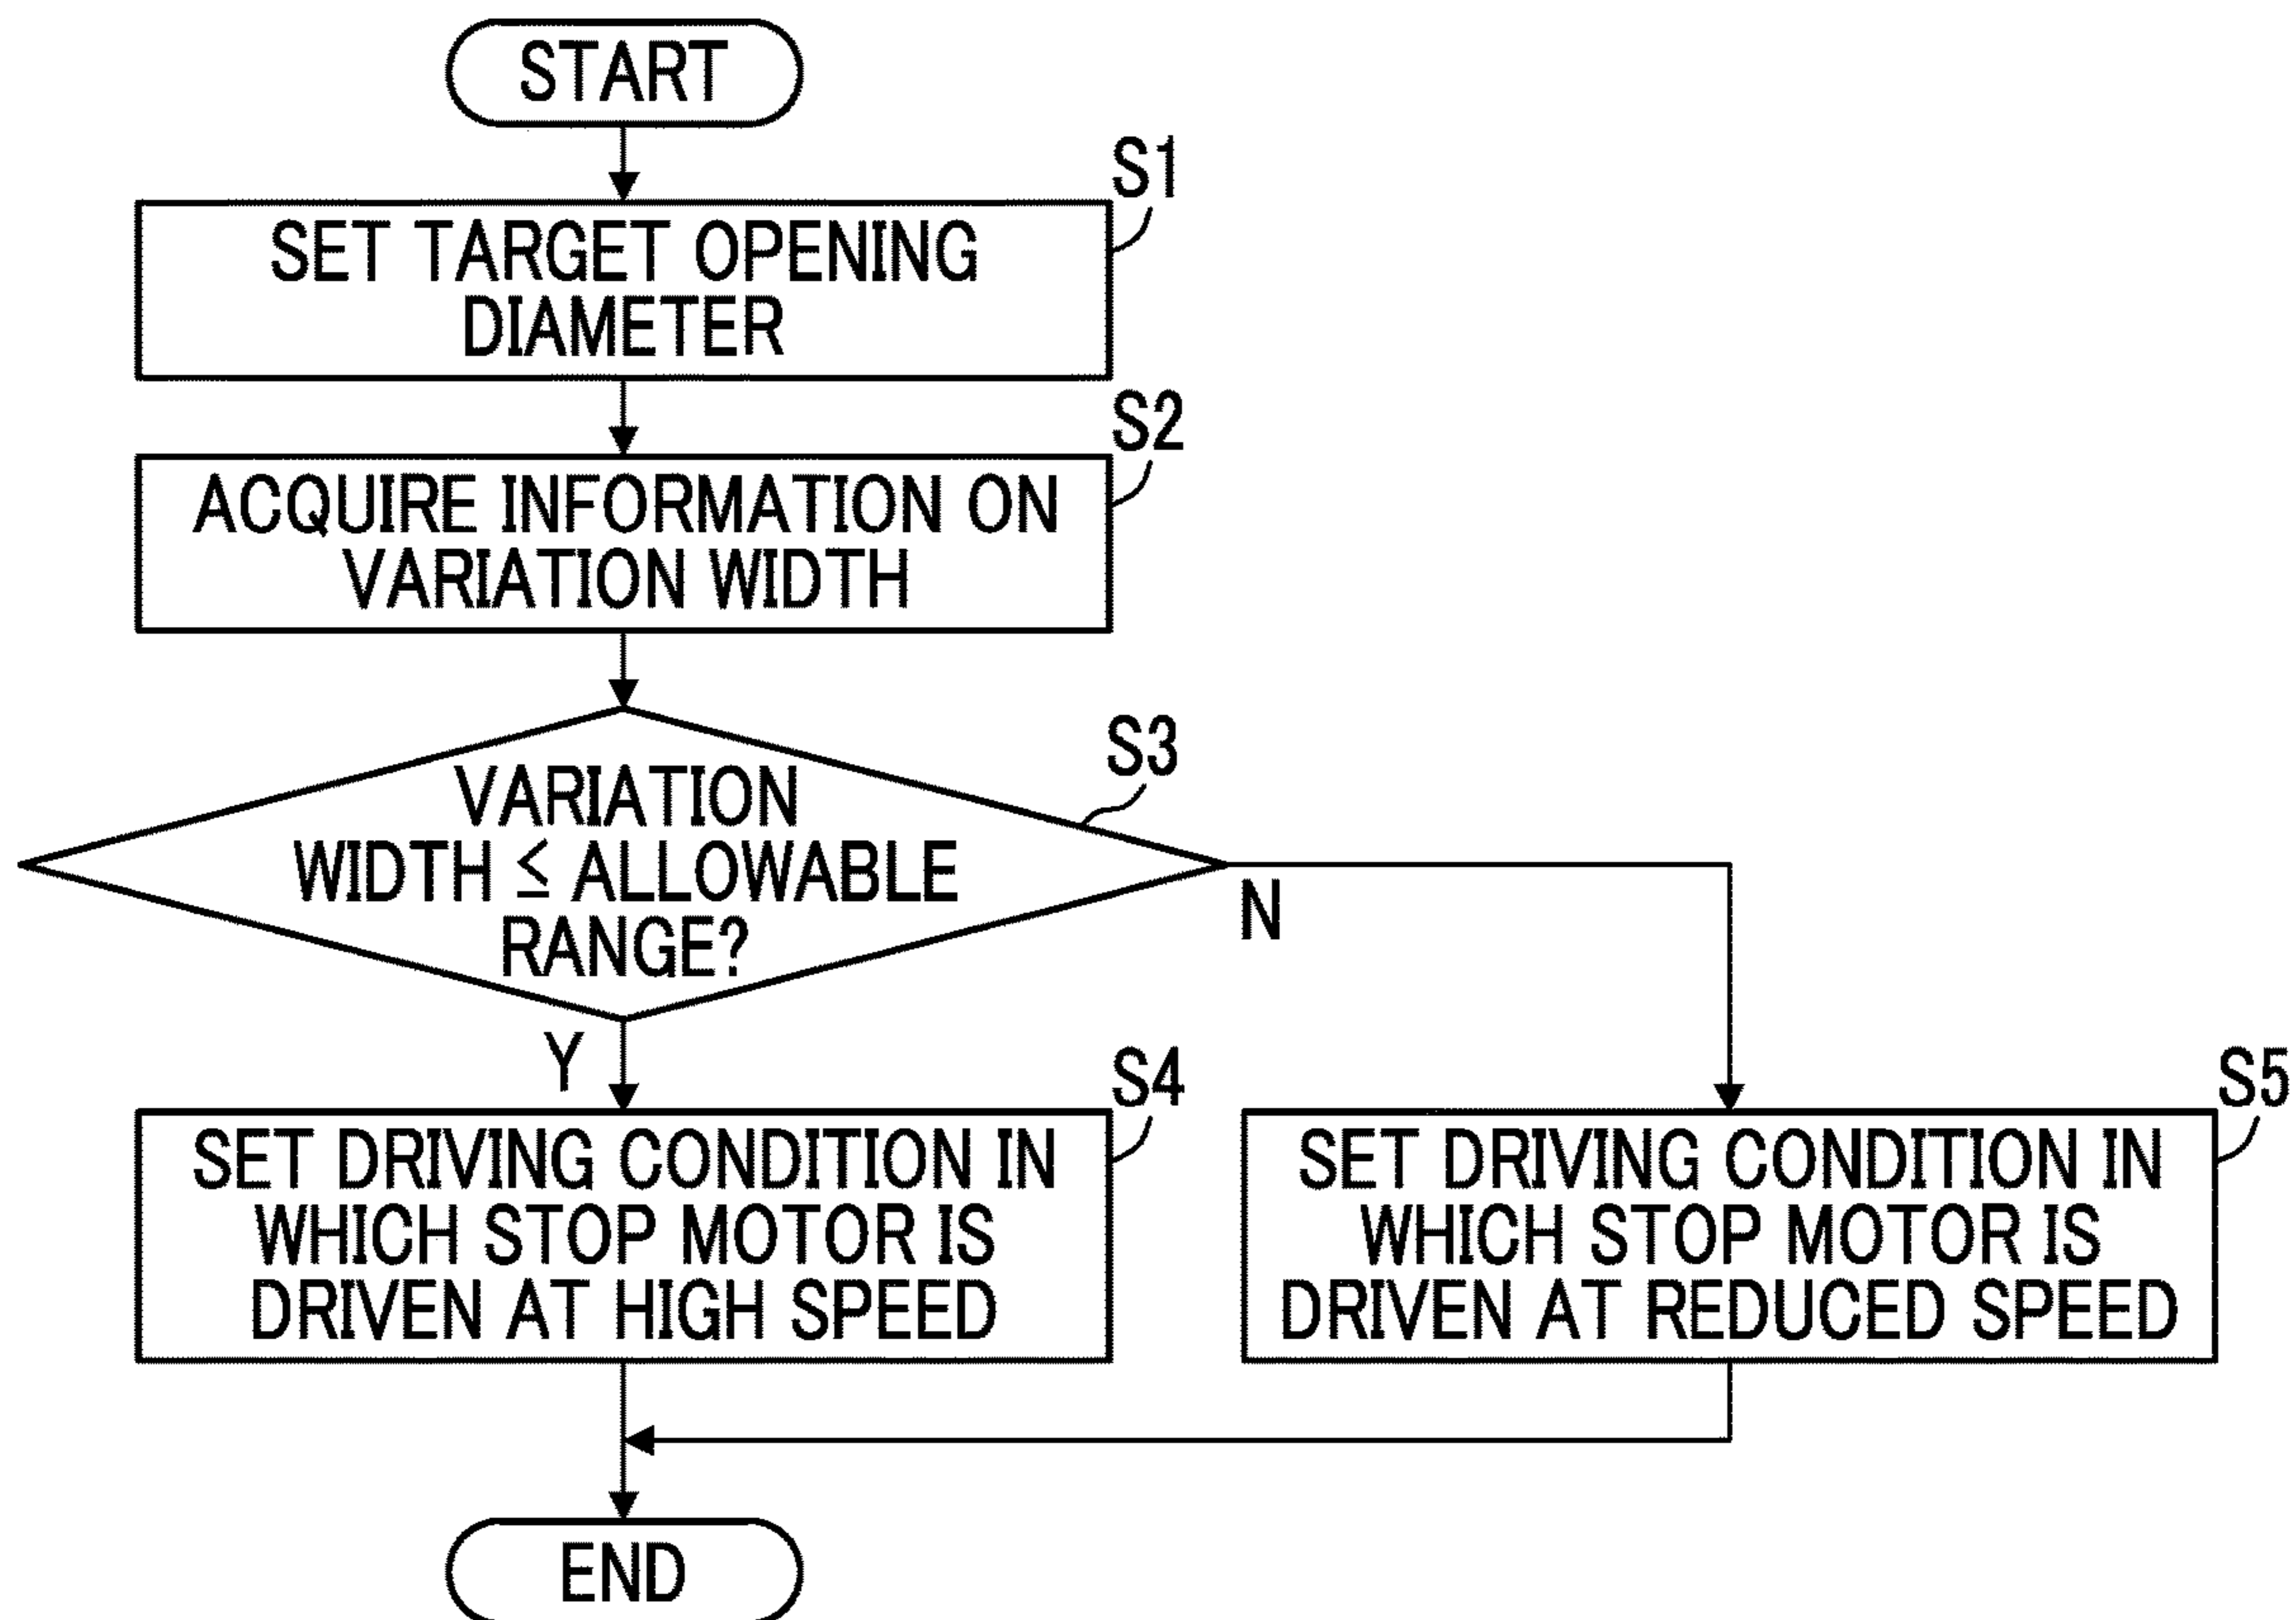 START
S1
SET TARGET OPENING
DIAMETER
S2
ACQUIRE INFORMATION ON
VARIATION WIDTH
S3
VARIATION
WIDTH ≤ ALLOWABLE
RANGE?
N
Y
S4
SET DRIVING CONDITION IN
WHICH STOP MOTOR IS
DRIVEN AT HIGH SPEED
S5
SET DRIVING CONDITION IN
WHICH STOP MOTOR IS
DRIVEN AT REDUCED SPEED
END